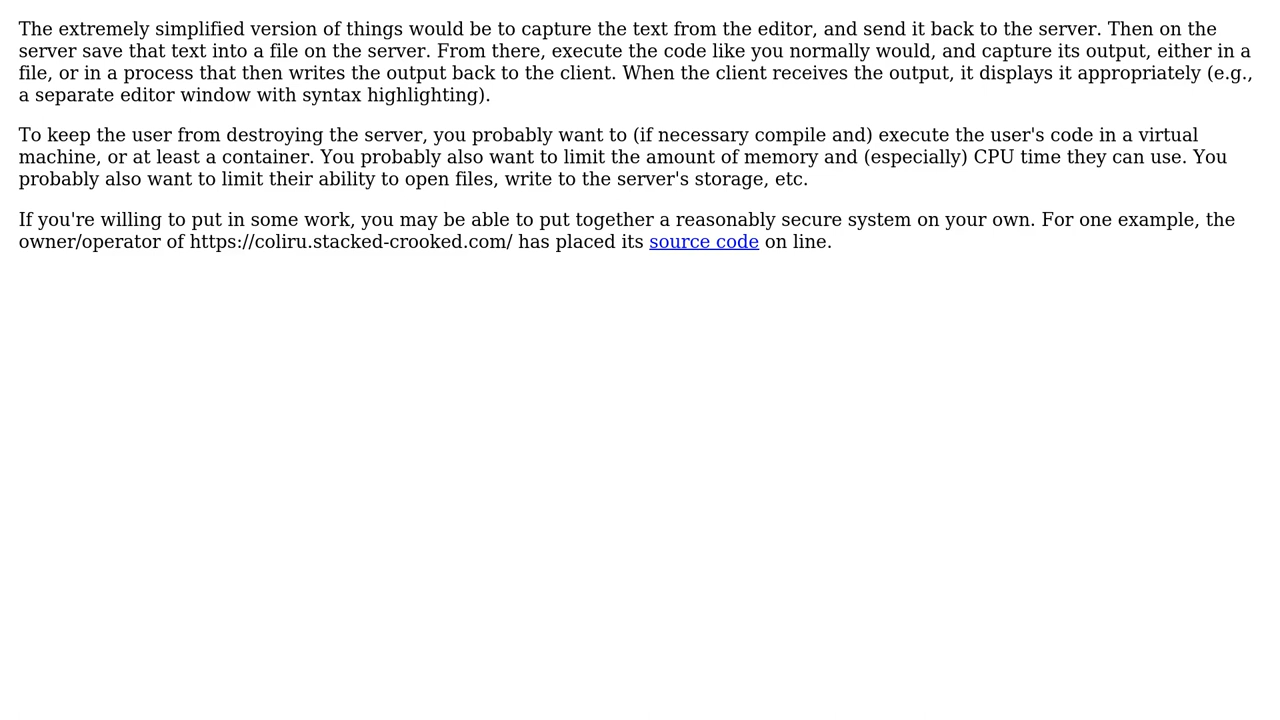 The extremely simplified version of things would be to capture the text from the editor, and send it back to the server. Then on the
server save that text into a file on the server. From there, execute the code like you normally would, and capture its output, either in a
file, or in a process that then writes the output back to the client. When the client receives the output, it displays it appropriately (e.g.,
a separate editor window with syntax highlighting).
To keep the user from destroying the server, you probably want to (if necessary compile and) execute the user's code in a virtual
machine, or at least a container. You probably also want to limit the amount of memory and (especially) CPU time they can use. You
probably also want to limit their ability to open files, write to the server's storage, etc.
If you're willing to put in some work, you may be able to put together a reasonably secure system on your own. For one example, the
owner/operator of https://coliru.stacked-crooked.com/ has placed its source code on line.